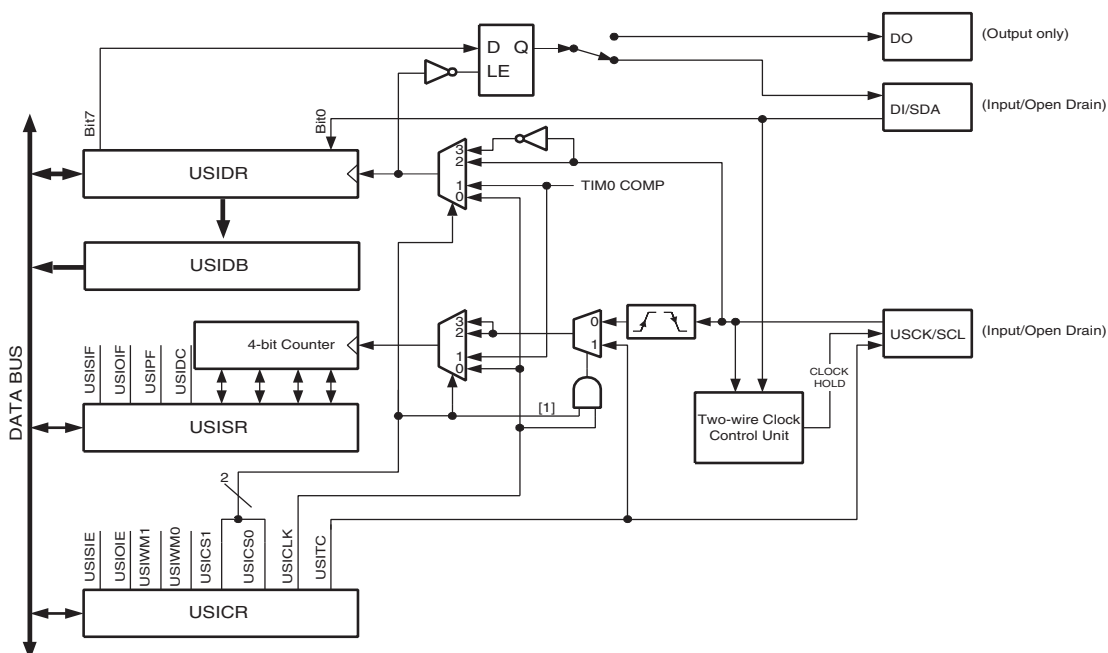 D Q
LE
DO
(Output only)
DI/SDA
(Input/Open Drain)
Bit7
Bit0
USIDR
3
2
1
0
TIM0 COMP
USIDB
DATA BUS
4-bit Counter
3
2
1
0
0
1
USCK/SCL
(Input/Open Drain)
CLOCK
HOLD
USISIF
USIOIF
USIPF
USIDC
[1]
Two-wire Clock
Control Unit
USISR
2
USISIE
USIOIE
USIWM1
USIWM0
USICS1
USICS0
USICLK
USITC
USICR